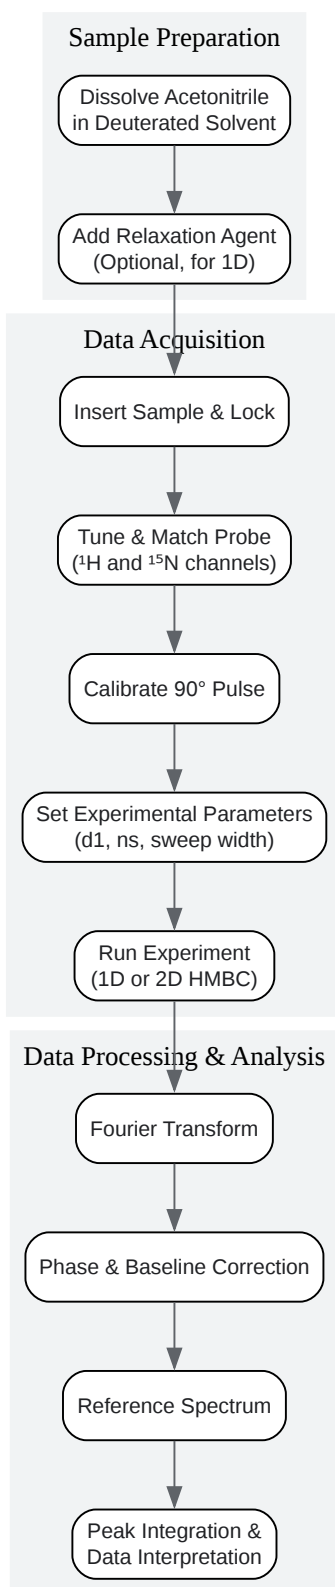 Sample Preparation
Dissolve Acetonitrile
in Deuterated Solvent
Add Relaxation Agent
(Optional, for 1D)
Data Acquisition
Insert Sample & Lock
Tune & Match Probe
(¹H and ¹⁵N channels)
Calibrate 90° Pulse
Set Experimental Parameters
(d1, ns, sweep width)
Run Experiment
(1D or 2D HMBC)
Data Processing & Analysis
Fourier Transform
Phase & Baseline Correction
Reference Spectrum
Peak Integration &
Data Interpretation